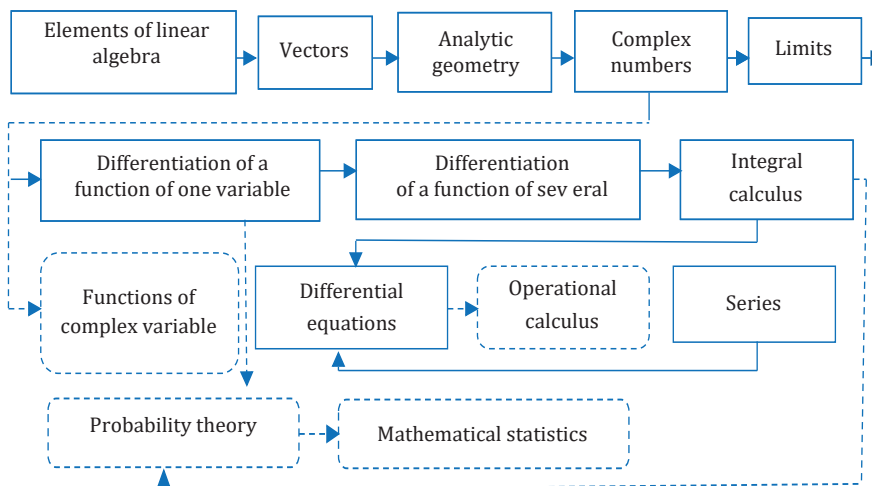 Elements of linear
algebra
Vectors
Analytic
geometry
Complex
numbers
Limits
Differentiation of a
function of one variable
Differentiation
of a function of sev eral
Integral
calculus
Functions of
complex variable
Differential
equations
Operational
calculus
Series
Probability theory
Mathematical statistics